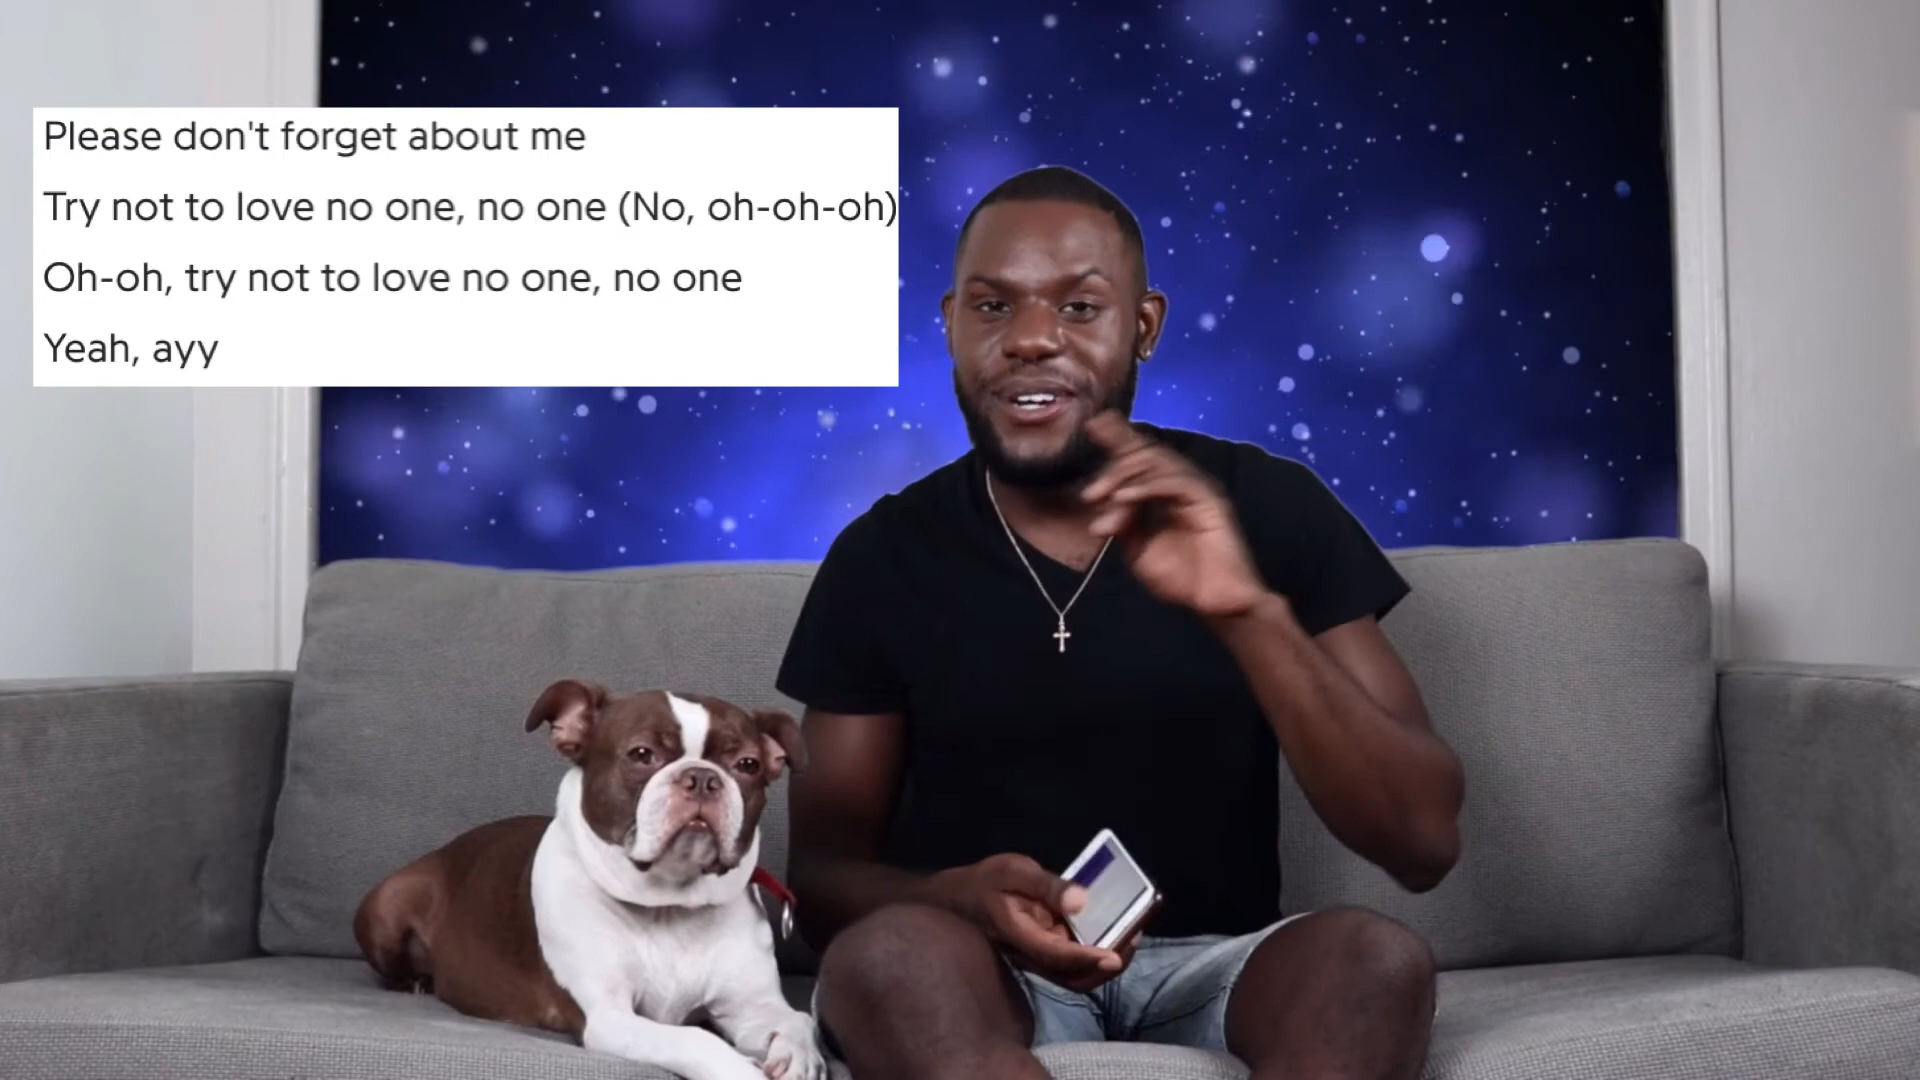 Please don't forget about me
Try not to love no one, no one (No, oh-oh-oh)
Oh-oh, try not to love no one, no one
Yeah, ayy